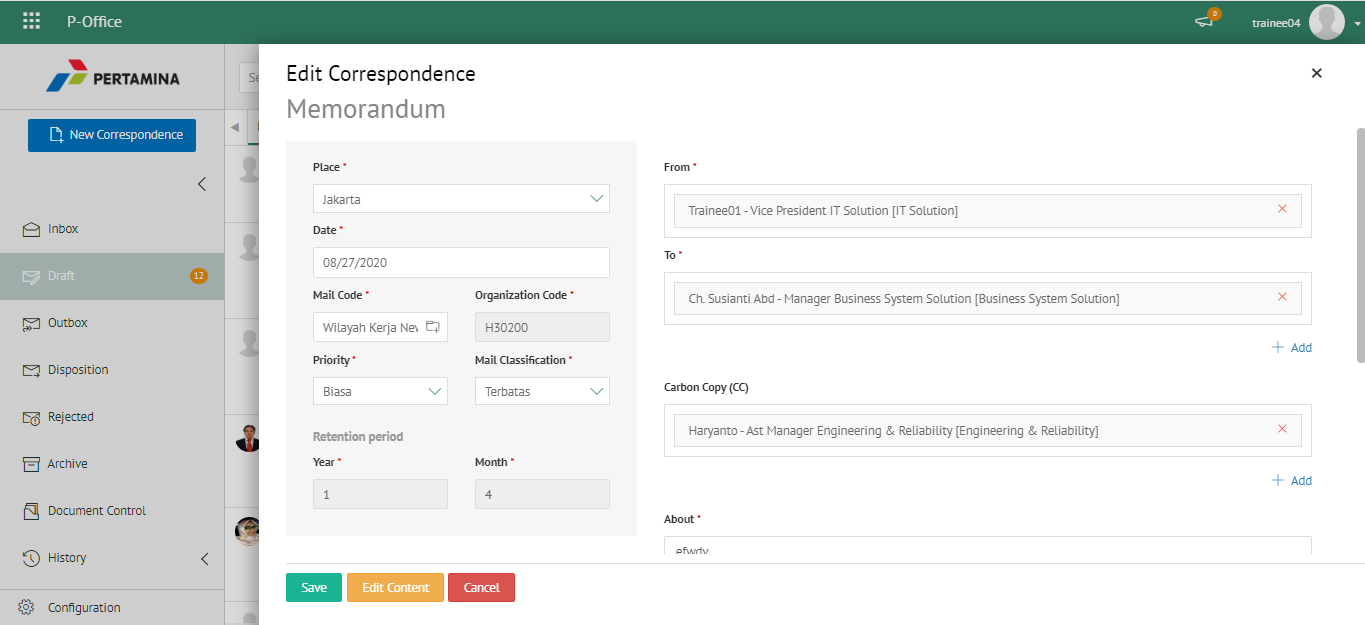 P-Office
0
trainee04
PERTAMINA
New Correspondence
Inbox
Draft
12
Outbox
Disposition
Rejected
Archive
Document Control
History
Configuration
Se
Edit Correspondence
Memorandum
Place *
Jakarta
Date *
08/27/2020
Mail Code *
Organization Code *
Wilayah Kerja Nev
H30200
Priority *
Mail Classification *
Biasa
Terbatas
Retention period
Year *
Month *
1
4
From *
Trainee01 - Vice President IT Solution [IT Solution]
To *
Ch. Susianti Abd - Manager Business System Solution [Business System Solution]
Add
Carbon Copy (CC)
Haryanto - Ast Manager Engineering & Reliability [Engineering & Reliability]
Add
About *
efwdv
Save
Edit Content
Cancel